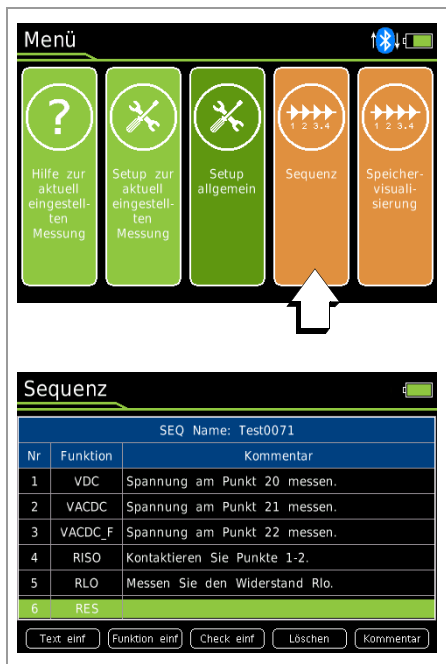 Menü
?
1 2 3.4
1 2 3.4
Hilfe zur
aktuell
eingestell-
ten
Messung
Setup zur
aktuell
eingestell-
ten
Messung
Setup
allgemein
Sequenz
Speicher-
visuali-
sierung
Sequenz
SEQ Name: Test0071
Nr Funktion Kommentar
1 VDC Spannung am Punkt 20 messen.
2 VACDC Spannung am Punkt 21 messen.
3 VACDC_F Spannung am Punkt 22 messen.
4 RISO Kontaktieren Sie Punkte 1-2.
5 RLO Messen Sie den Widerstand Rlo.
6 RES
Text einf Funktion einf Check einf Löschen Kommentar